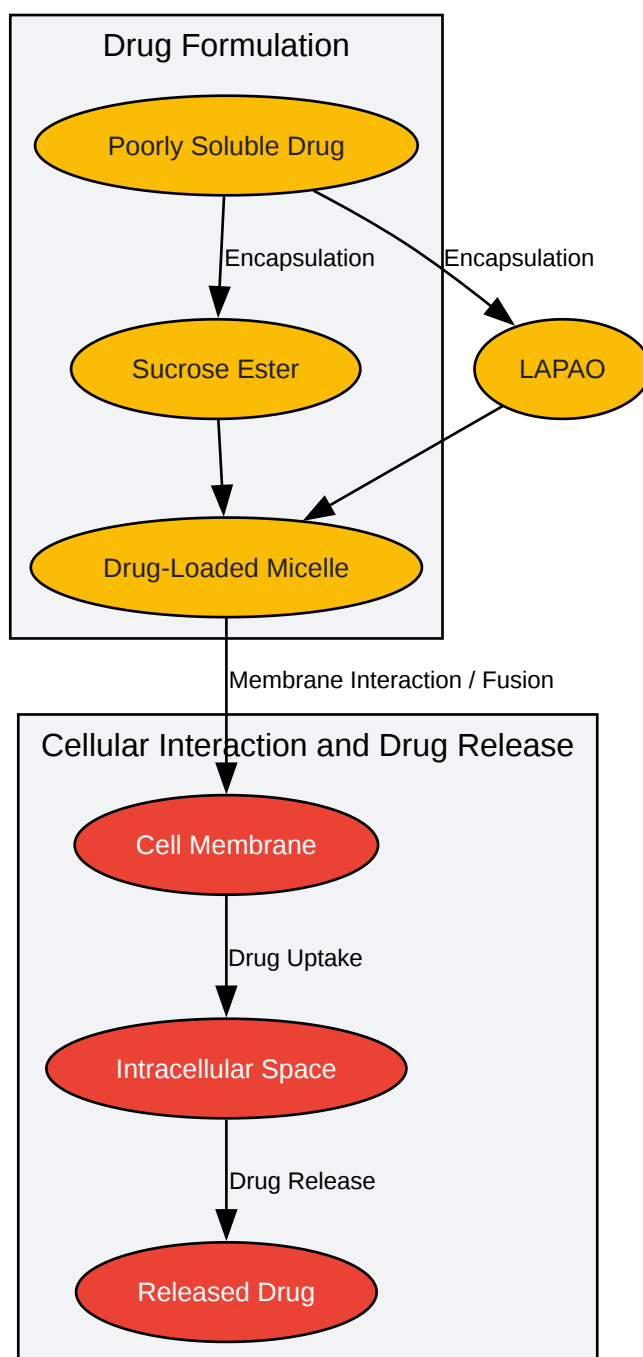 Drug Formulation
Poorly Soluble Drug
Encapsulation
Encapsulation
Sucrose Ester
LAPAO
Drug-Loaded Micelle
Membrane Interaction / Fusion
Cellular Interaction and Drug Release
Cell Membrane
Drug Uptake
Intracellular Space
Drug Release
Released Drug